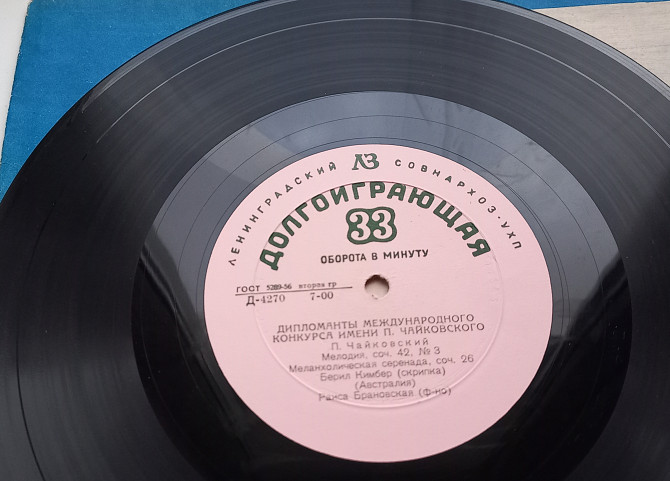 ЛЕНИНГРАДСКИЙ ЛЗ СОВНАРХОЗ·УХП
ДОЛГОИГРАЮЩАЯ
33
ОБОРОТА В МИНУТУ
ГОСТ 5289-56 вторая гр
Д-4270 7-00
ДИПЛОМАНТЫ МЕЖДУНАРОДНОГО
КОНКУРСА ИМЕНИ П. ЧАЙКОВСКОГО
П. Чайковский
Мелодия, соч. 42, № 3
Меланхолическая серенада, соч. 26
Берил Кимбер (скрипка)
(Австралия)
Раиса Брановская (ф-но)